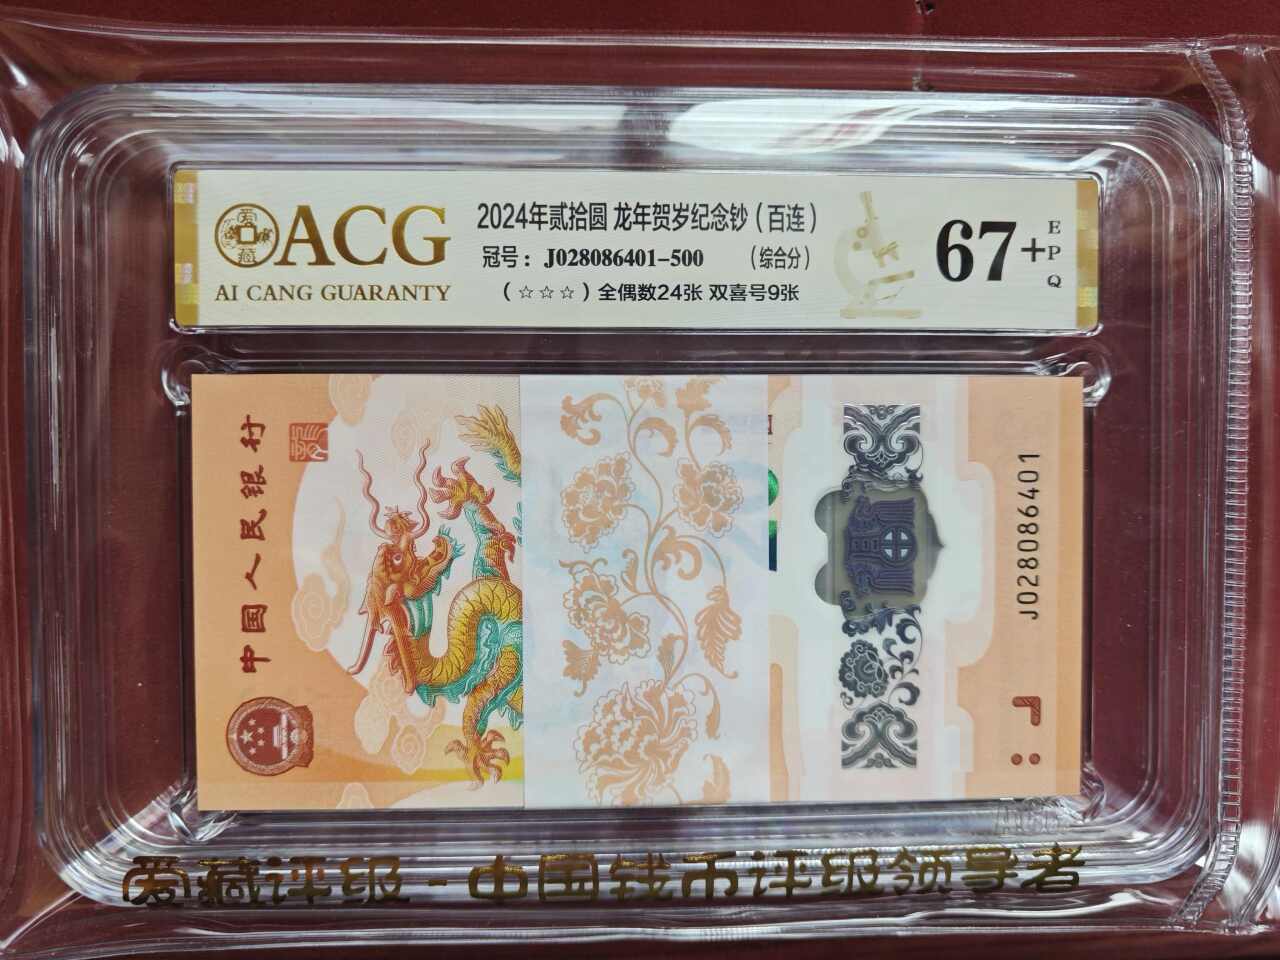 爱藏
ACG
AI CANG GUARANTY
2024年贰拾圆 龙年贺岁纪念钞（百连）
冠号：J028086401-500 （综合分）
（☆☆☆）全偶数24张 双喜号9张
67+
EPQ
中国人民银行
J028086401
爱藏评级-中国钱币评级领导者